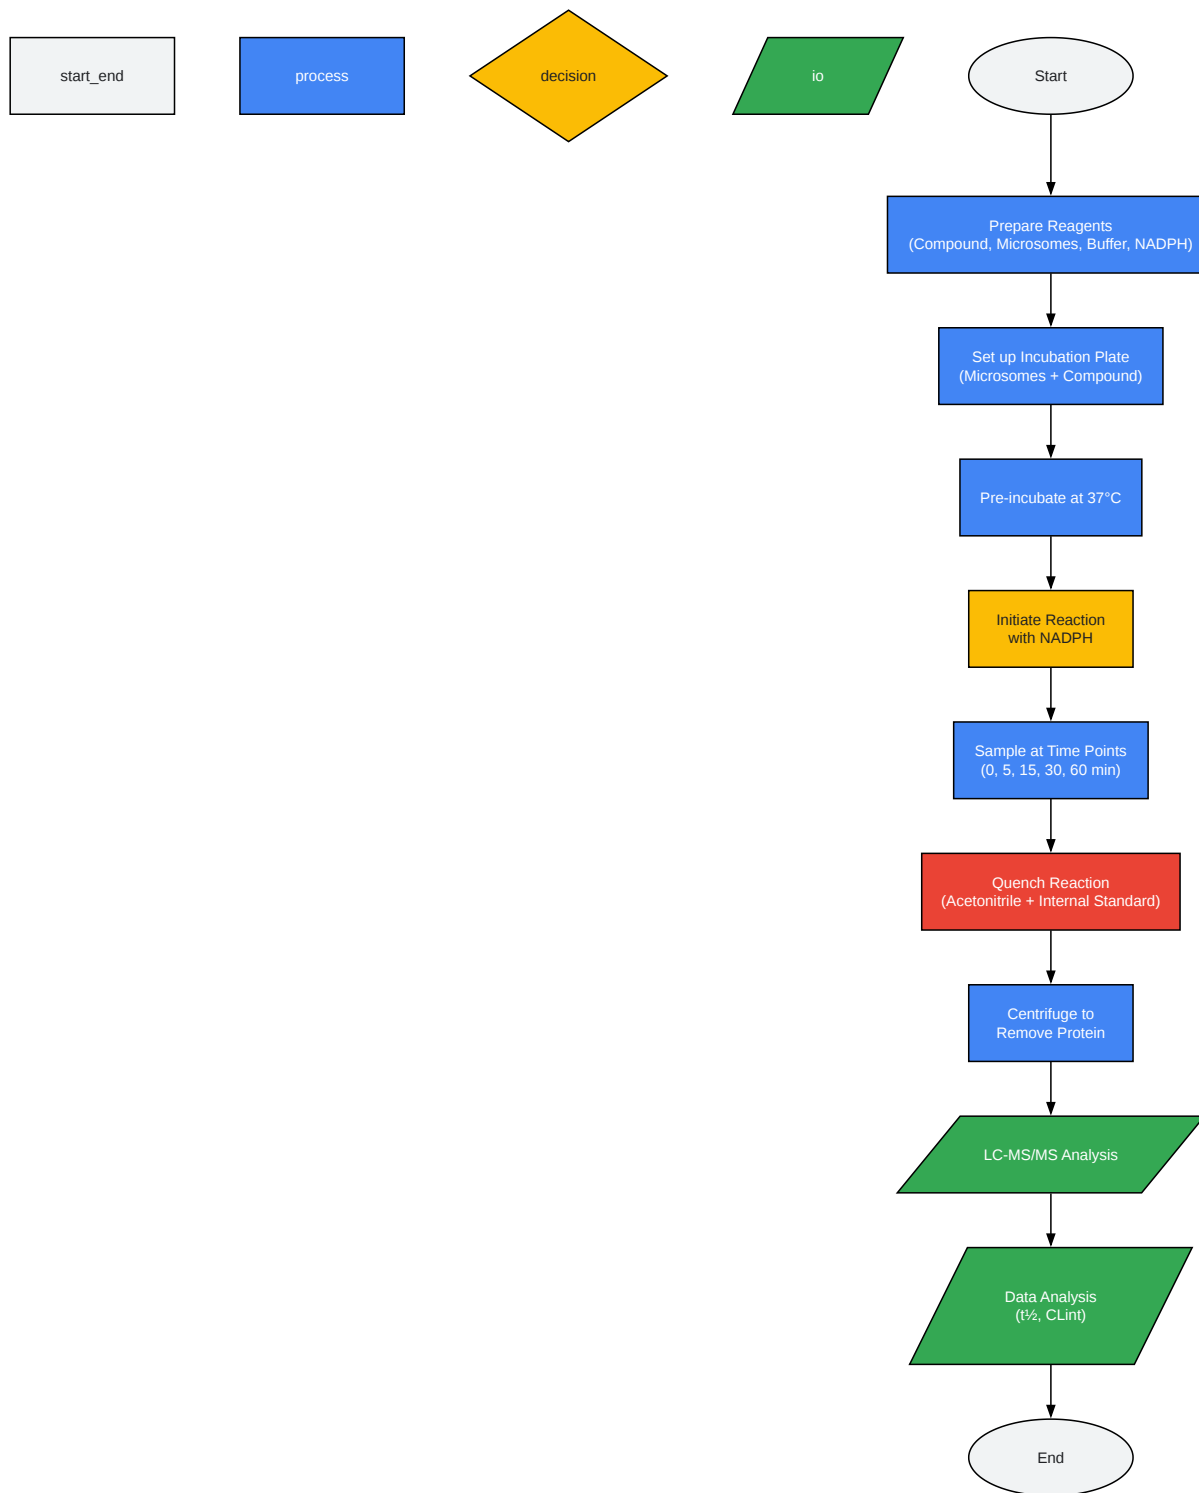 start_end
process
decision
io
Start
Prepare Reagents
(Compound, Microsomes, Buffer, NADPH)
Set up Incubation Plate
(Microsomes + Compound)
Pre-incubate at 37°C
Initiate Reaction
with NADPH
Sample at Time Points
(0, 5, 15, 30, 60 min)
Quench Reaction
(Acetonitrile + Internal Standard)
Centrifuge to
Remove Protein
LC-MS/MS Analysis
Data Analysis
(t½, CLint)
End